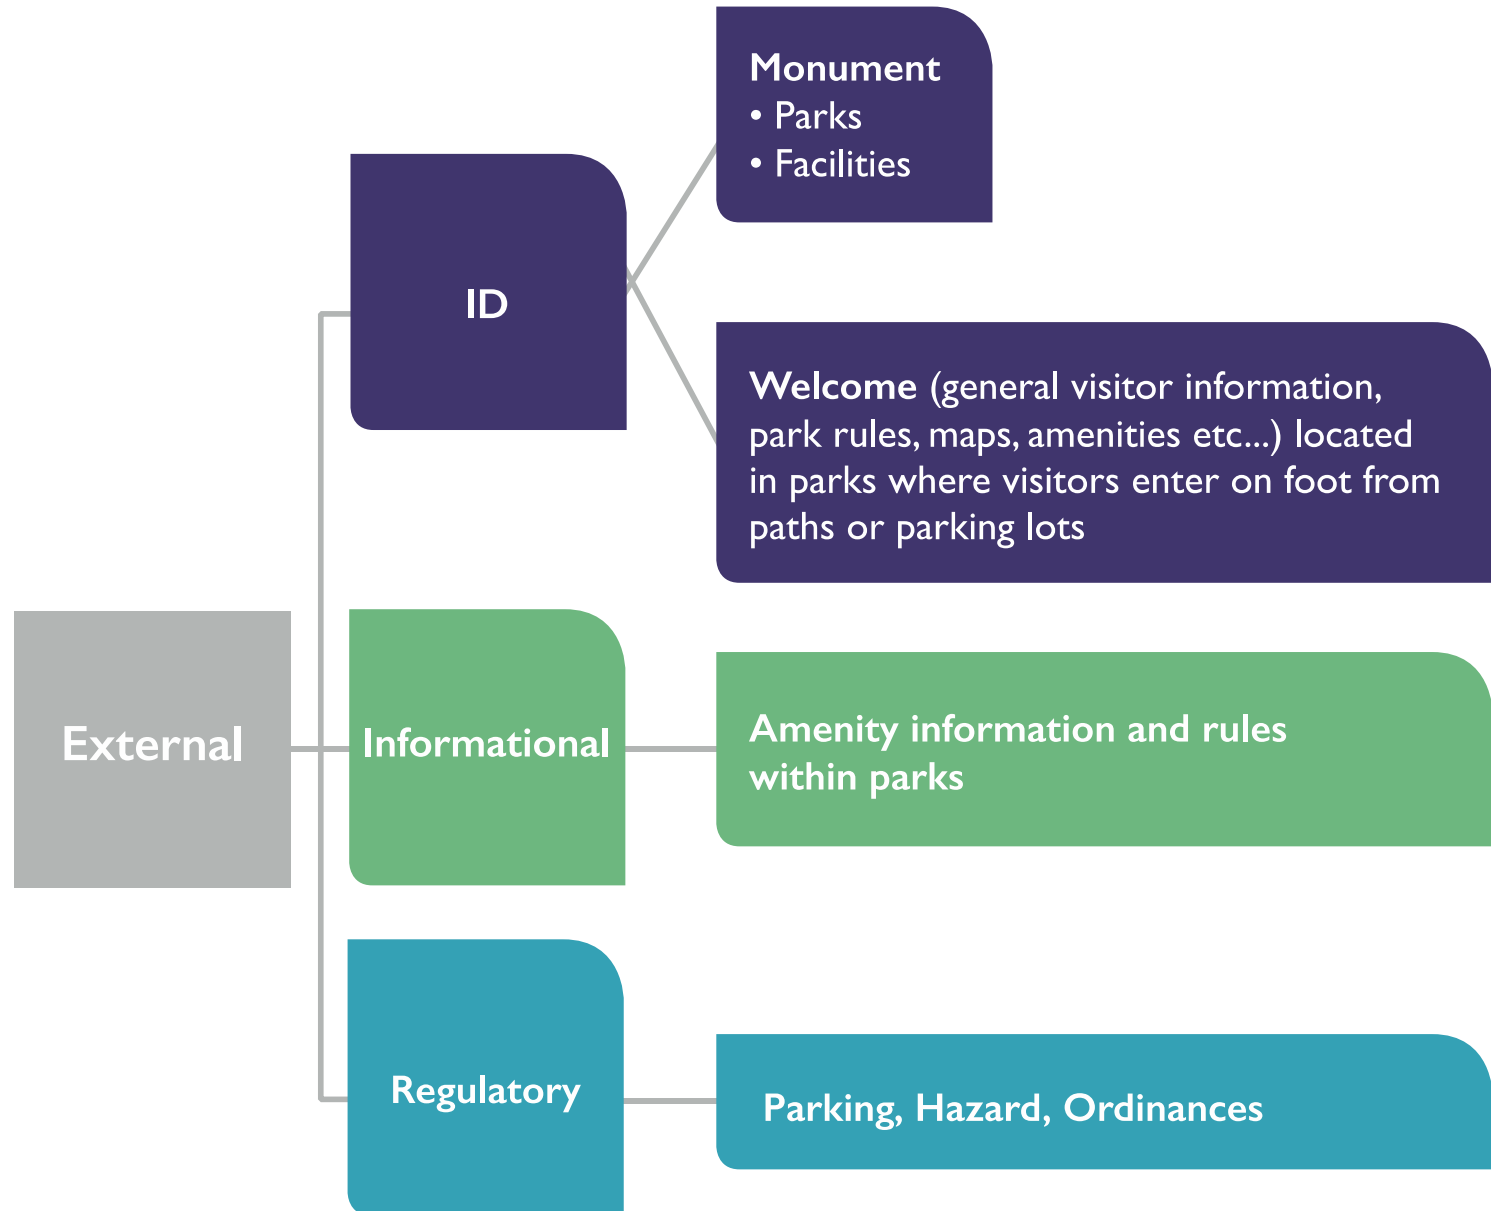 Monument
• Parks
• Facilities
ID
Welcome (general visitor information,
park rules, maps, amenities etc...) located
in parks where visitors enter on foot from
paths or parking lots
External
Informational
Amenity information and rules
within parks
Regulatory
Parking, Hazard, Ordinances